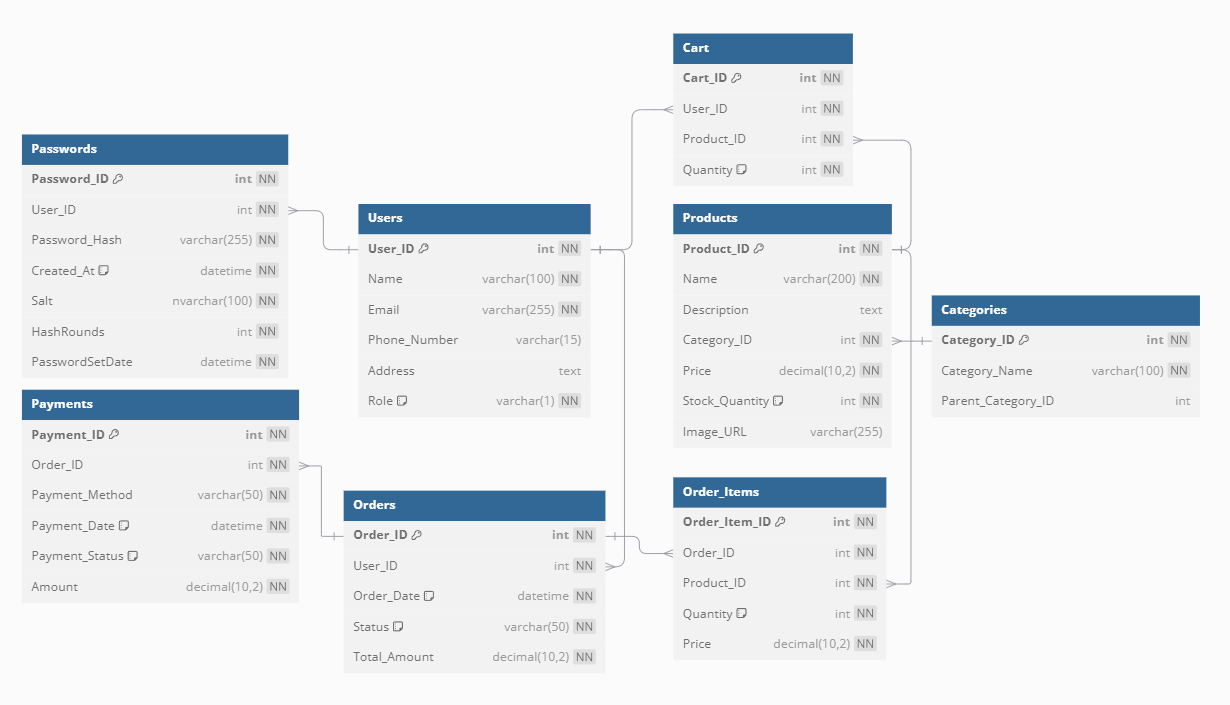 Cart
Cart_ID int NN
User_ID int NN
Product_ID int NN
Quantity int NN
Passwords
Password_ID int NN
User_ID int NN
Password_Hash varchar(255) NN
Created_At datetime NN
Salt nvarchar(100) NN
HashRounds int NN
PasswordSetDate datetime NN
Users
User_ID int NN
Name varchar(100) NN
Email varchar(255) NN
Phone_Number varchar(15)
Address text
Role varchar(1) NN
Products
Product_ID int NN
Name varchar(200) NN
Description text
Category_ID int NN
Price decimal(10,2) NN
Stock_Quantity int NN
Image_URL varchar(255)
Categories
Category_ID int NN
Category_Name varchar(100) NN
Parent_Category_ID int
Payments
Payment_ID int NN
Order_ID int NN
Payment_Method varchar(50) NN
Payment_Date datetime NN
Payment_Status varchar(50) NN
Amount decimal(10,2) NN
Orders
Order_ID int NN
User_ID int NN
Order_Date datetime NN
Status varchar(50) NN
Total_Amount decimal(10,2) NN
Order_Items
Order_Item_ID int NN
Order_ID int NN
Product_ID int NN
Quantity int NN
Price decimal(10,2) NN